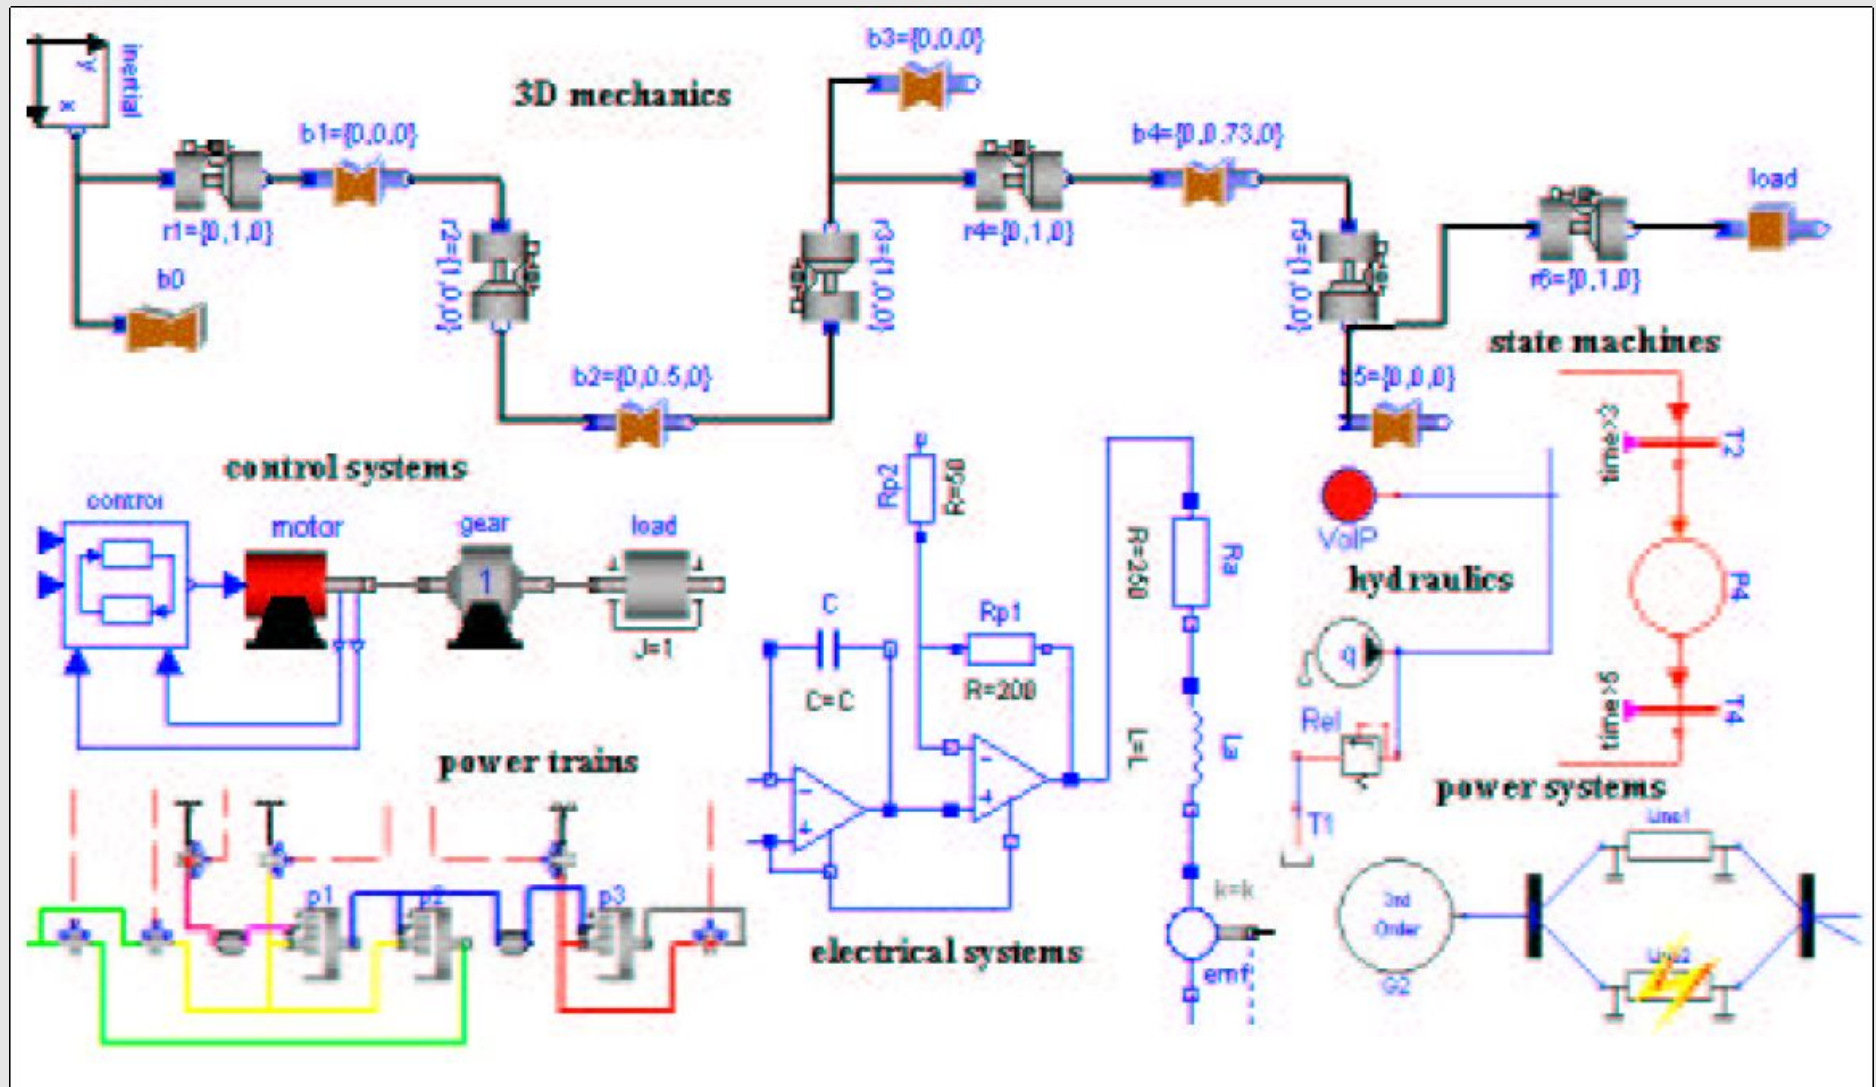 inertial
y
x
3D mechanics
b3={0,0,0}
b1={0,0,0}
b4={0,0.73,0}
load
r1={0,1,0}
r2={1,0,0}
r3={1,0,0}
r4={0,1,0}
r5={1,0,0}
r6={0,1,0}
b0
b2={0,0.5,0}
b5={0,0,0}
state machines
time>3
T2
P4
time>5
T4
control systems
control
motor
gear
load
1
J=1
Rp2
R=50
C
C=C
Rp1
R=200
-
+
-
+
R=250
Ra
L=L
La
k=k
emf
electrical systems
VolP
hydraulics
q
Rel
T1
power trains
p1
p2
p3
power systems
Line1
Order
G2
Line2